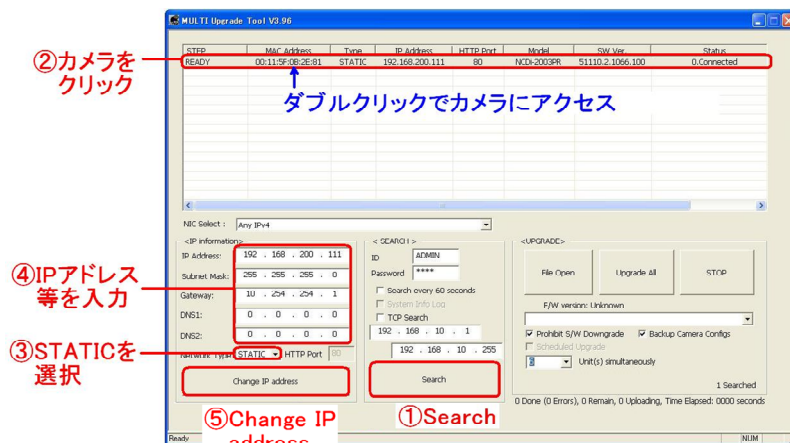 MULTI Upgrade Tool V3.96
STEP MAC Address Type IP Address HTTP Port Model SW Ver. Status
READY 00:11:5F:0B:2E:81 STATIC 192.168.200.111 80 NCDI-2003PR 51110.2.1066.100 0.Connected
②カメラを
クリック
ダブルクリックでカメラにアクセス
NIC Select : Any IPv4
<IP information>
IP Address: 192 . 168 . 200 . 111
Subnet Mask: 255 . 255 . 255 . 0
Gateway: 10 . 254 . 254 . 1
DNS1: 0 . 0 . 0 . 0
DNS2: 0 . 0 . 0 . 0
Network Type: STATIC HTTP Port 80
Change IP address
④IPアドレス
等を入力
③STATICを
選択
< SEARCH >
ID ADMIN
Password ****
Search every 60 seconds
System Info Log
TCP Search
192 . 168 . 10 . 1
192 . 168 . 10 . 255
Search
<UPGRADE>
File Open Upgrade All STOP
F/W version: Unknown
Prohibit S/W Downgrade Backup Camera Configs
Scheduled Upgrade
Unit(s) simultaneously
1 Searched
0 Done (0 Errors), 0 Remain, 0 Uploading, Time Elapsed: 0000 seconds
⑤Change IP
address
①Search
Ready NUM